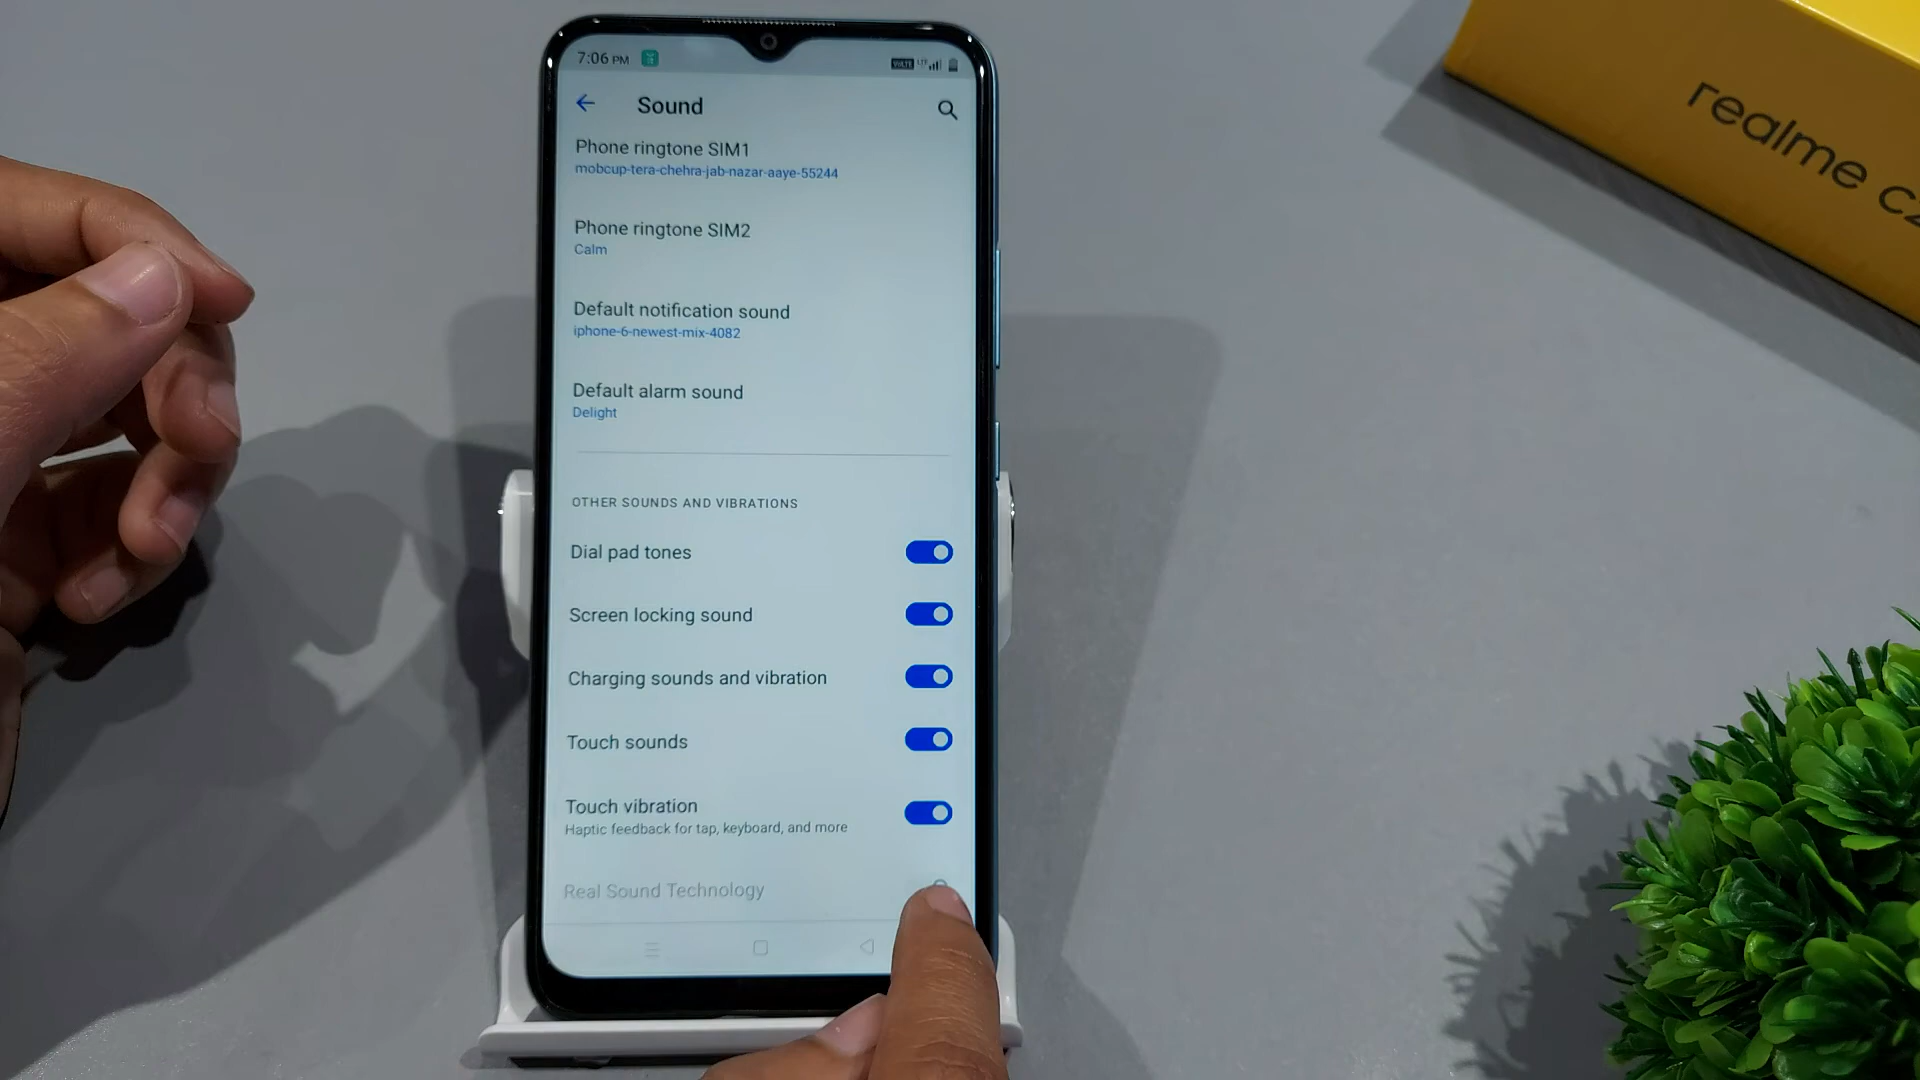 7:06 PM
Sound
Phone ringtone SIM1
mobcup-tera-chehra-jab-nazar-aaye-55244
Phone ringtone SIM2
Calm
Default notification sound
iphone-6-newest-mix-4082
Default alarm sound
Delight
OTHER SOUNDS AND VIBRATIONS
Dial pad tones
Screen locking sound
Charging sounds and vibration
Touch sounds
Touch vibration
Haptic feedback for tap, keyboard, and more
Real Sound Technology
realme